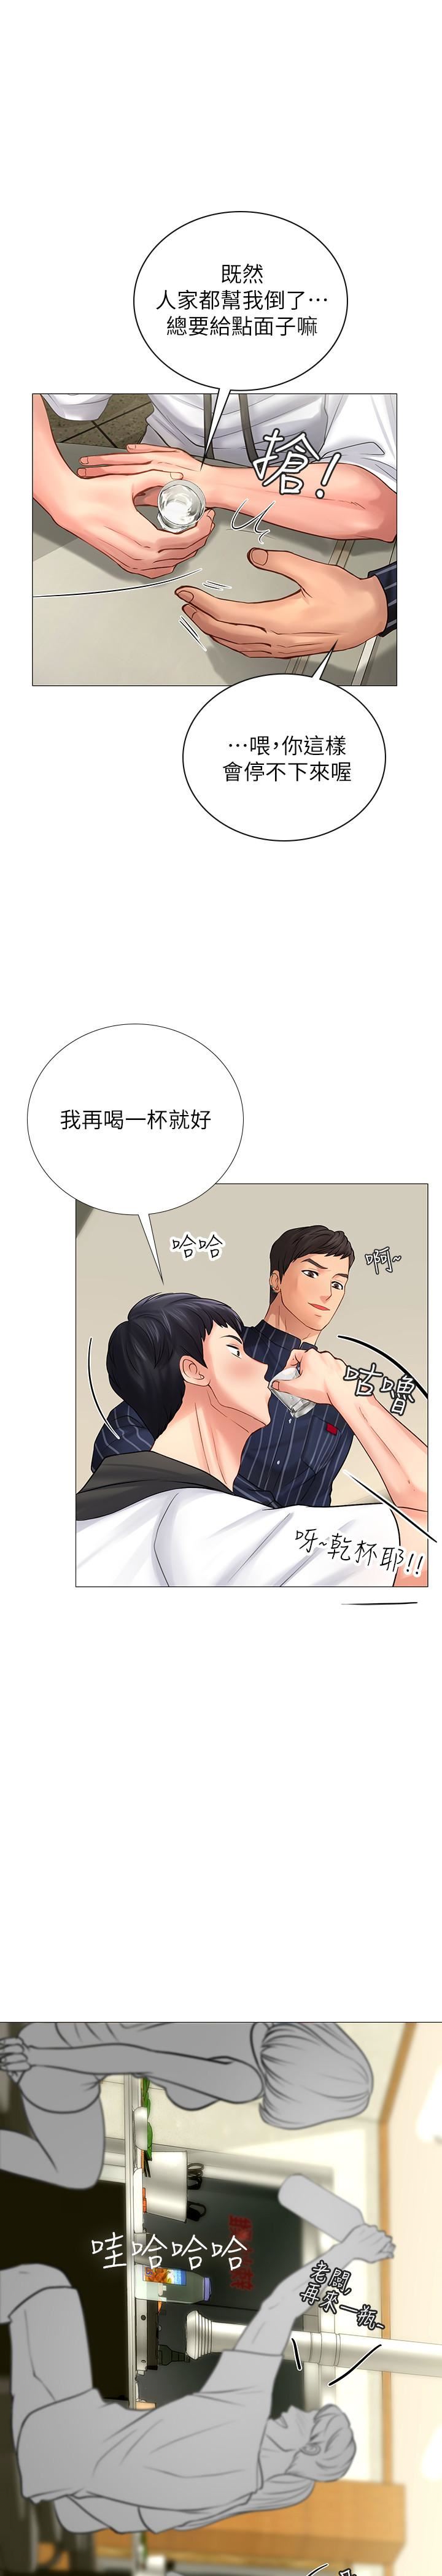 既然
人家都幫我倒了…
總要給點面子嘛
搶!
…喂,你這樣
會停不下來喔
我再喝一杯就好
哈哈
啊~
咕嚕
呀~乾杯耶!!
哇哈哈哈
老闆,
再來一瓶~